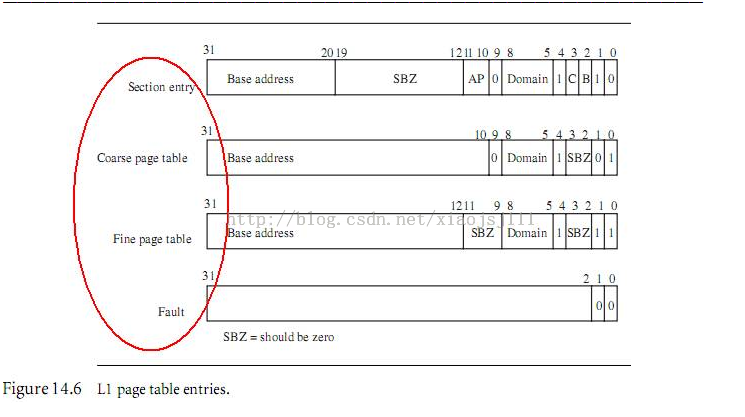 31 20 19 12 11 10 9 8 5 4 3 2 1 0
Section entry Base address SBZ AP 0 Domain 1 C B 1 0
31 10 9 8 5 4 3 2 1 0
Coarse page table Base address 0 Domain 1 SBZ 0 1
31 12 11 9 8 5 4 3 2 1 0
http://blog.csdn.net/xiaojsj111
Fine page table Base address SBZ Domain 1 SBZ 1 1
31 2 1 0
Fault 0 0
SBZ = should be zero
Figure 14.6 L1 page table entries.